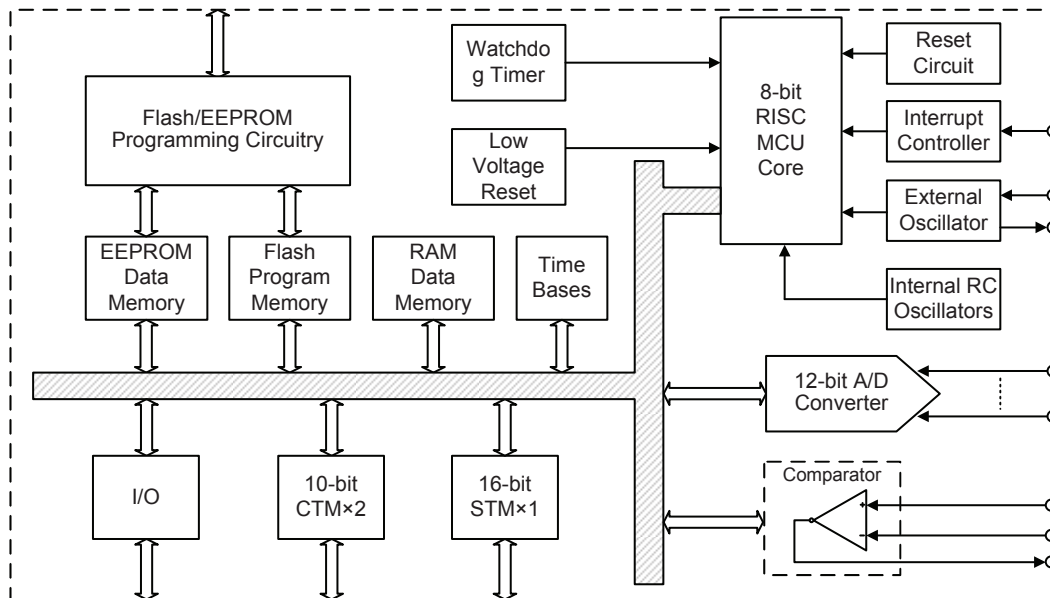 Watchdo
g Timer
Reset
Circuit
Flash/EEPROM
Programming Circuitry
8-bit
RISC
MCU
Core
Interrupt
Controller
Low
Voltage
Reset
External
Oscillator
EEPROM
Data
Memory
Flash
Program
Memory
RAM
Data
Memory
Time
Bases
Internal RC
Oscillators
12-bit A/D
Converter
I/O
10-bit
CTM×2
16-bit
STM×1
Comparator
+
−